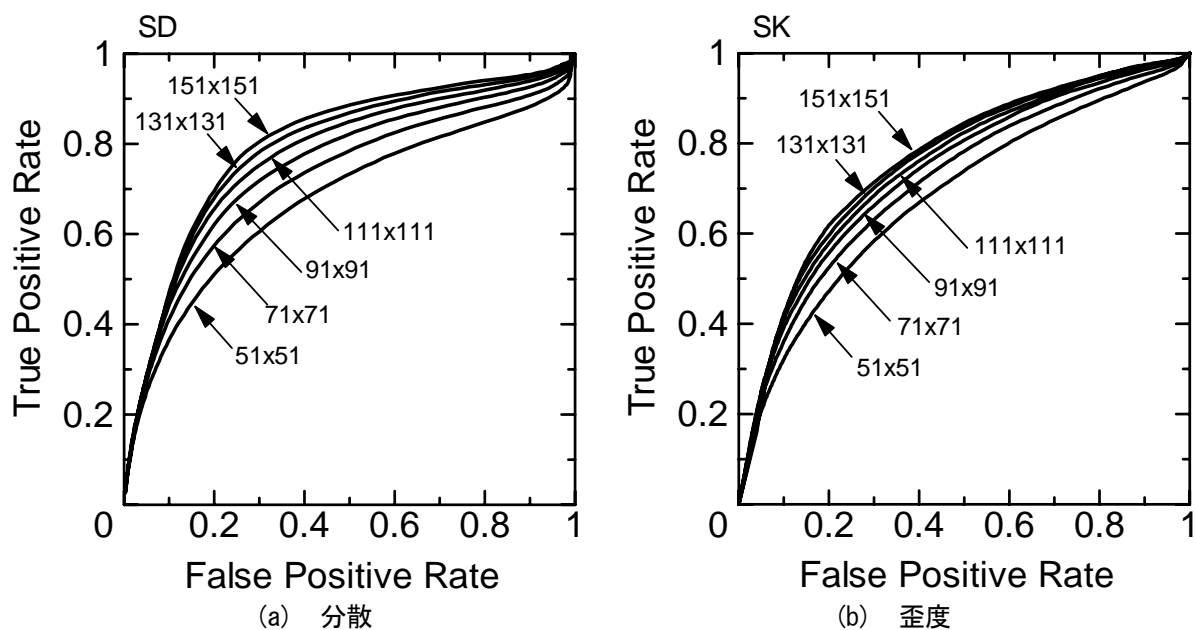 SD
1
0.8
0.6
0.4
0.2
0
0.2
0.4
0.6
0.8
1
True Positive Rate
False Positive Rate
151x151
131x131
111x111
91x91
71x71
51x51
(a) 分散
SK
1
0.8
0.6
0.4
0.2
0
0.2
0.4
0.6
0.8
1
True Positive Rate
False Positive Rate
151x151
131x131
111x111
91x91
71x71
51x51
(b) 歪度